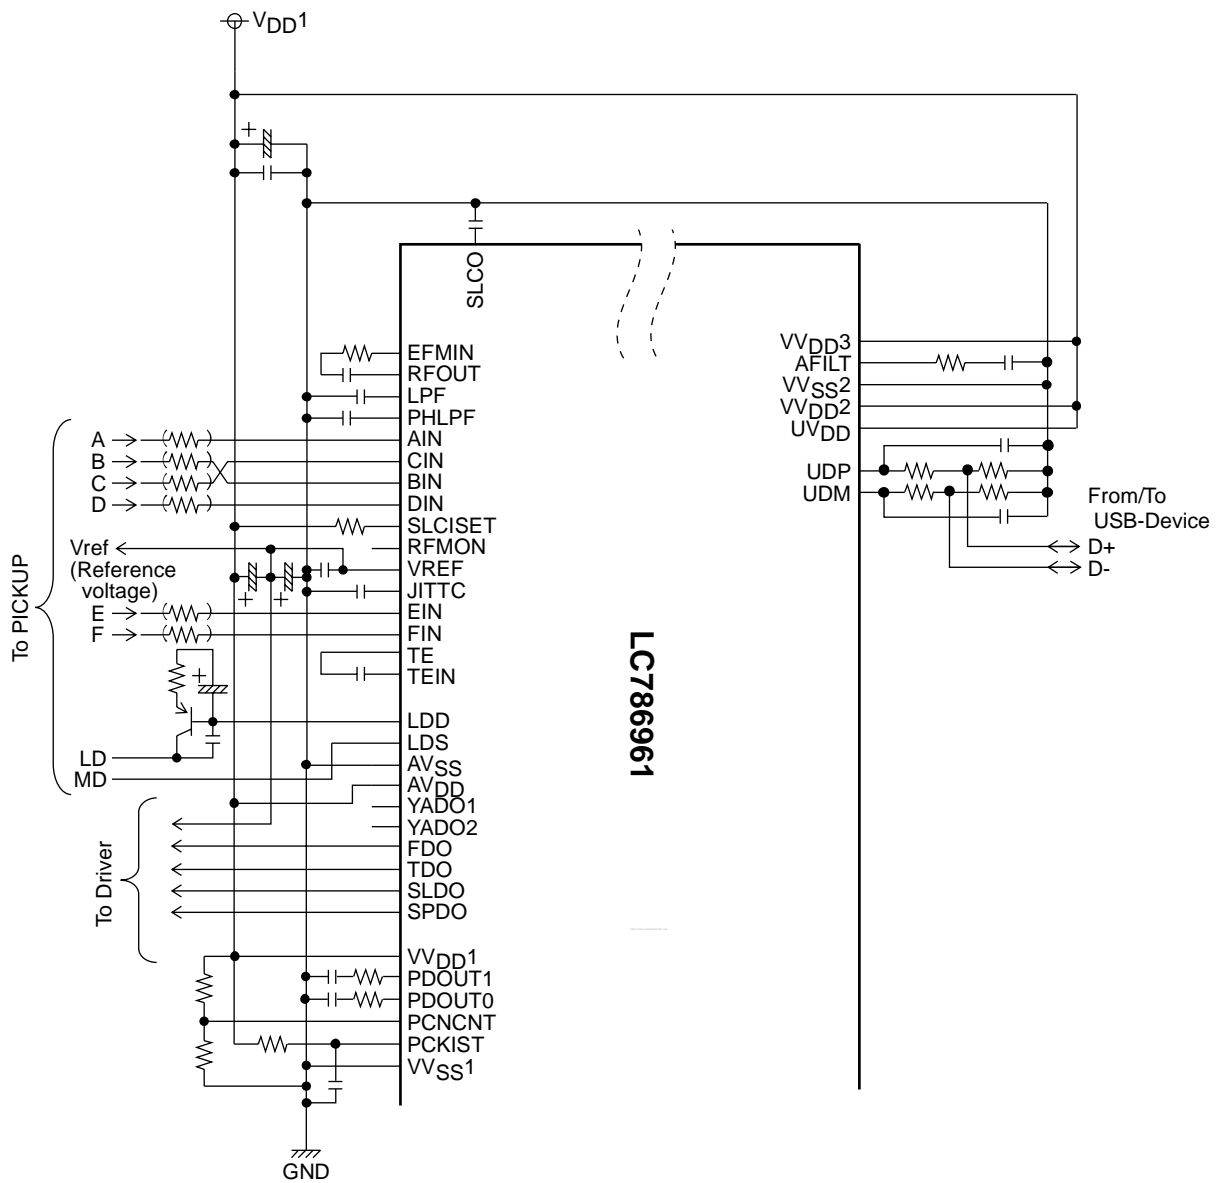 VDD1
+
SLCO
EFMIN
RFOUT
LPF
PHLPF
A
AIN
B
CIN
C
BIN
D
DIN
SLCISET
Vref
(Reference
voltage)
RFMON
VREF
+
+
JITTC
E
EIN
F
FIN
TE
TEIN
+
LDD
LDS
LD
MD
AVSS
AVDD
YADO1
YADO2
FDO
TDO
SLDO
SPDO
To PICKUP
To Driver
VVDD1
PDOUT1
PDOUT0
PCNCNT
PCKIST
VVSS1
GND
LC786961
VVDD3
AFILT
VVSS2
VVDD2
UVDD
UDP
UDM
From/To
USB-Device
D+
D-